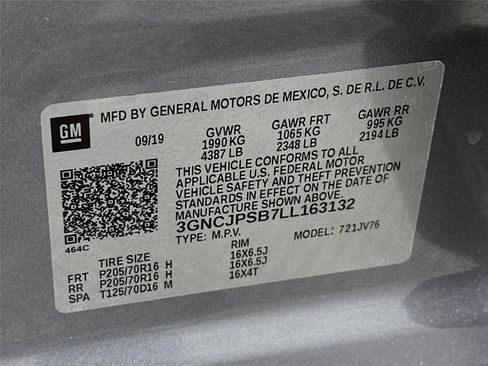 MFD BY GENERAL MOTORS DE MEXICO, S. DE R.L. DE C.V.
GM
09/19 GVWR GAWR FRT GAWR RR
1990 KG 1065 KG 995 KG
4387 LB 2348 LB 2194 LB
THIS VEHICLE CONFORMS TO ALL
APPLICABLE U.S. FEDERAL MOTOR
VEHICLE SAFETY AND THEFT PREVENTION
STANDARDS IN EFFECT ON THE DATE OF
MANUFACTURE SHOWN ABOVE.
3GNCJPSB7LL163132
464C TYPE: M.P.V. MODEL: 721JV76
TIRE SIZE RIM
FRT P205/70R16 H 16X6.5J
RR P205/70R16 H 16X6.5J
SPA T125/70D16 M 16X4T